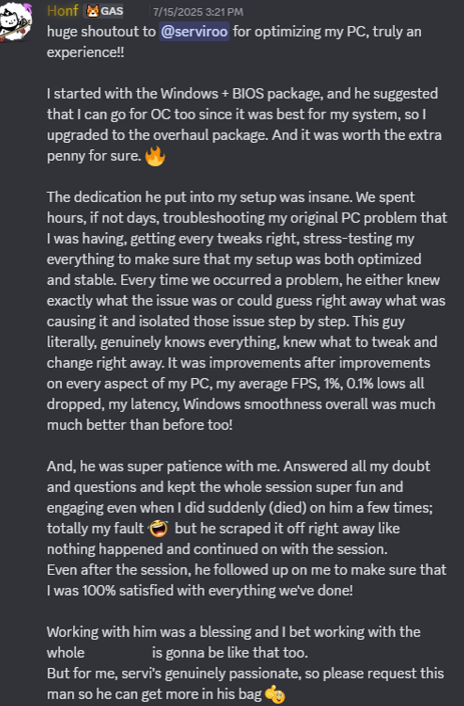 Honf GAS 7/15/2025 3:21 PM
huge shoutout to @serviroo for optimizing my PC, truly an
experience!!
I started with the Windows + BIOS package, and he suggested
that I can go for OC too since it was best for my system, so I
upgraded to the overhaul package. And it was worth the extra
penny for sure. 🔥
The dedication he put into my setup was insane. We spent
hours, if not days, troubleshooting my original PC problem that
I was having, getting every tweaks right, stress-testing my
everything to make sure that my setup was both optimized
and stable. Every time we occurred a problem, he either knew
exactly what the issue was or could guess right away what was
causing it and isolated those issue step by step. This guy
literally, genuinely knows everything, knew what to tweak and
change right away. It was improvements after improvements
on every aspect of my PC, my average FPS, 1%, 0.1% lows all
dropped, my latency, Windows smoothness overall was much
much better than before too!
And, he was super patience with me. Answered all my doubt
and questions and kept the whole session super fun and
engaging even when I did suddenly (died) on him a few times;
totally my fault 🤣 but he scraped it off right away like
nothing happened and continued on with the session.
Even after the session, he followed up on me to make sure that
I was 100% satisfied with everything we've done!
Working with him was a blessing and I bet working with the
whole is gonna be like that too.
But for me, servi's genuinely passionate, so please request this
man so he can get more in his bag 🫰